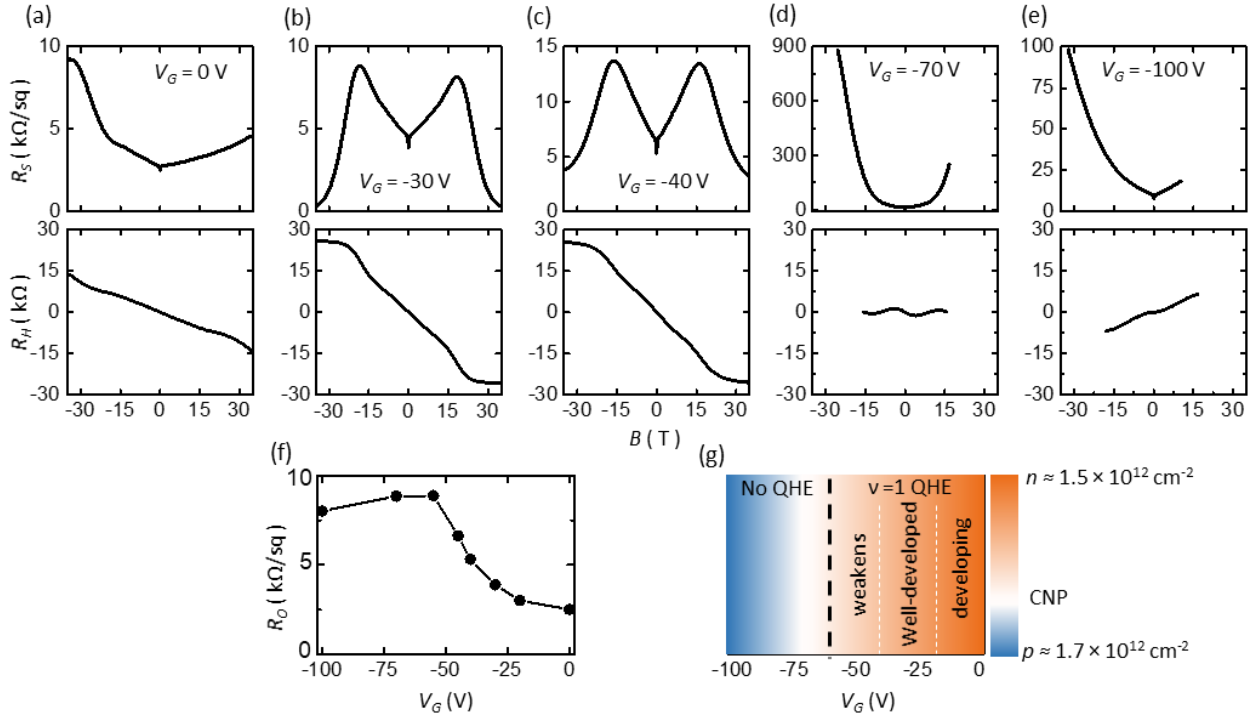 (a)
(b)
(c)
(d)
(e)
10
5
0
V_G = 0 V
10
5
0
V_G = -30 V
15
10
5
0
V_G = -40 V
900
600
300
0
V_G = -70 V
100
75
50
25
0
V_G = -100 V
R_S ( kΩ/sq )
30
15
0
-15
-30
R_H ( kΩ )
-30 -15 0 15 30
30
15
0
-15
-30
-30 -15 0 15 30
30
15
0
-15
-30
-30 -15 0 15 30
30
15
0
-15
-30
-30 -15 0 15 30
30
15
0
-15
-30
-30 -15 0 15 30
B ( T )
(f)
10
5
0
R_O ( kΩ/sq )
-100 -75 -50 -25 0
V_G (V)
(g)
No QHE
ν =1 QHE
weakens
Well-developed
developing
-100 -75 -50 -25 0
V_G (V)
n ≈ 1.5 × 10^12 cm^-2
CNP
p ≈ 1.7 × 10^12 cm^-2